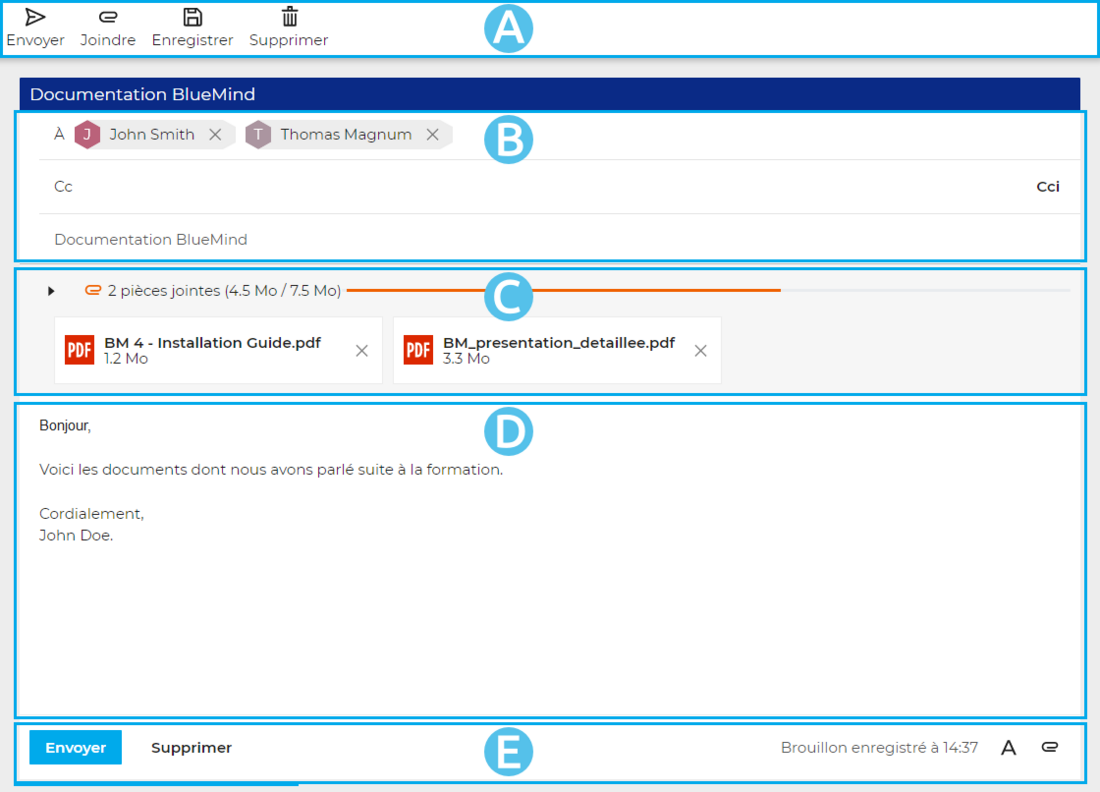 A
Envoyer Joindre Enregistrer Supprimer
Documentation BlueMind
À J John Smith T Thomas Magnum
B
Cc Cci
Documentation BlueMind
C
2 pièces jointes (4.5 Mo / 7.5 Mo)
PDF BM 4 - Installation Guide.pdf
1.2 Mo
PDF BM_presentation_detaillee.pdf
3.3 Mo
D
Bonjour,
Voici les documents dont nous avons parlé suite à la formation.
Cordialement,
John Doe.
E
Envoyer Supprimer Brouillon enregistré à 14:37 A